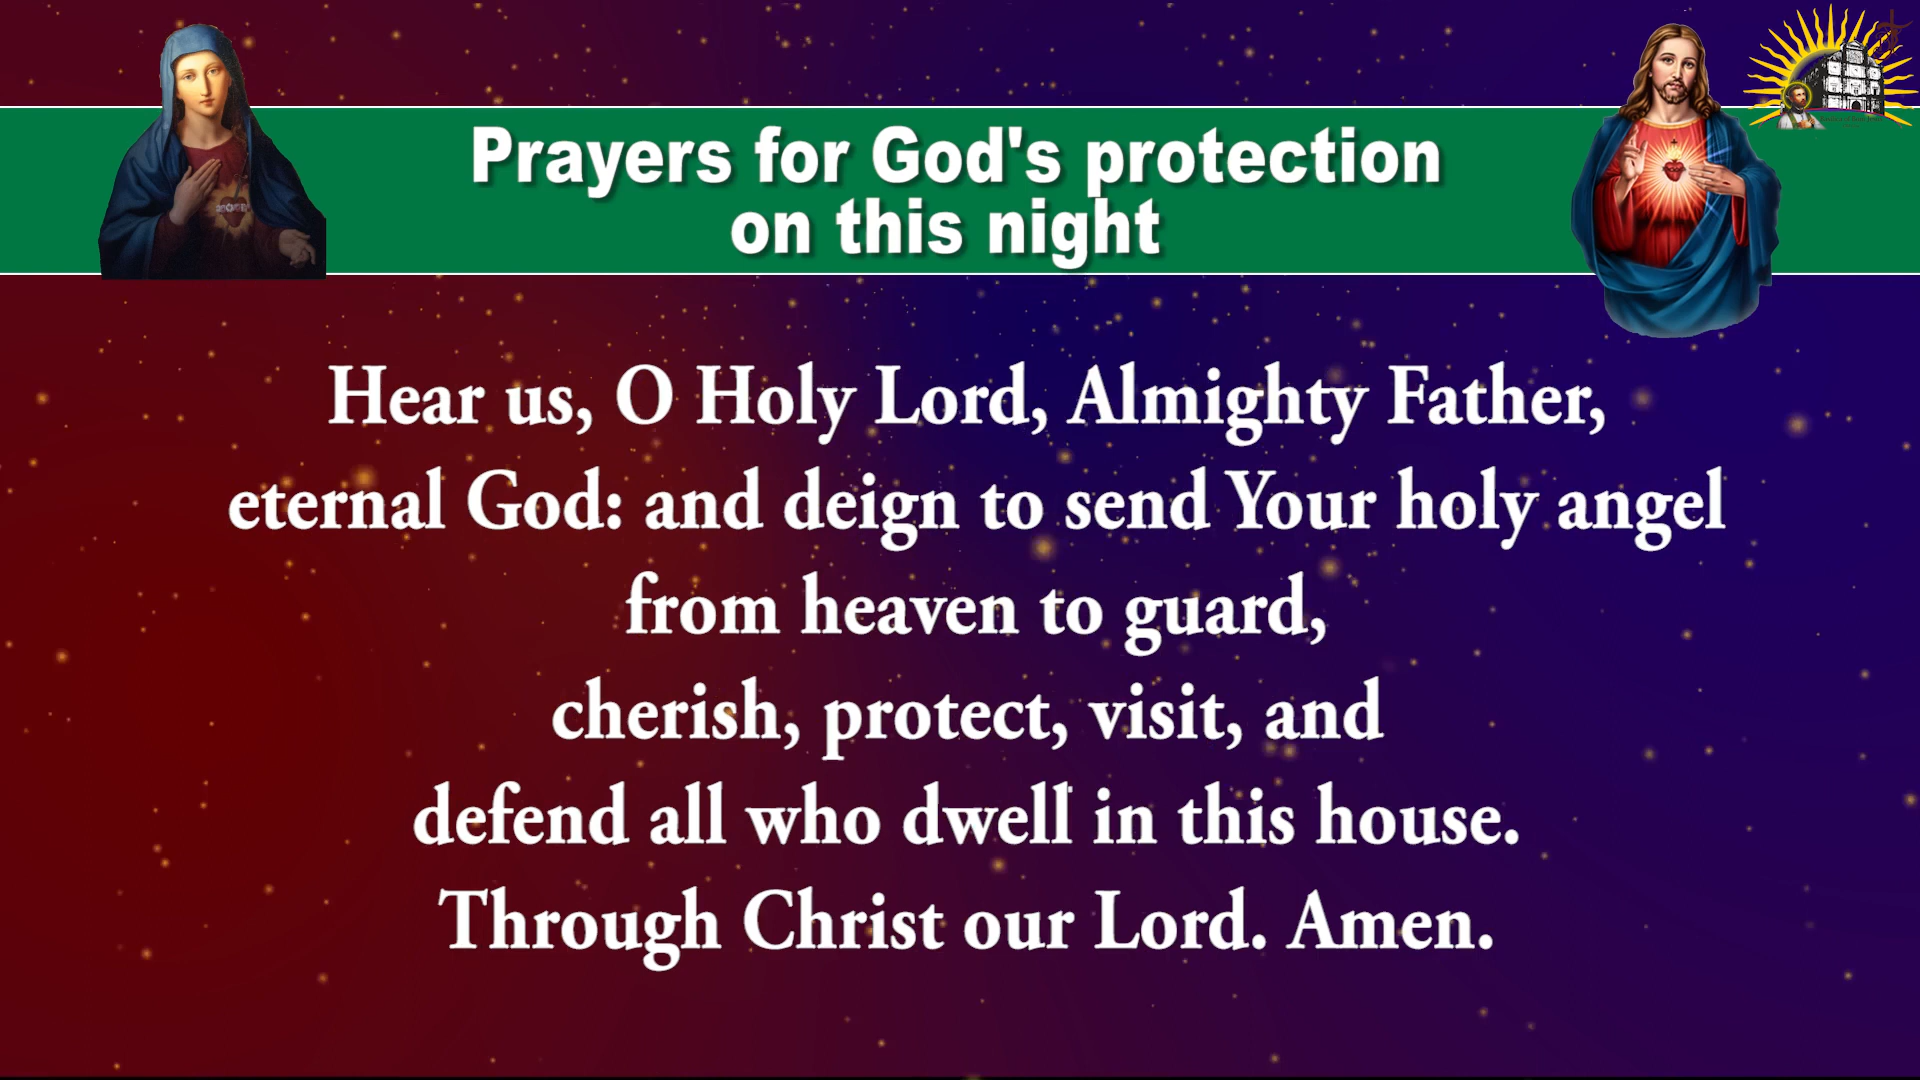 Prayers for God's protection
on this night
Hear us, O Holy Lord, Almighty Father,
eternal God: and deign to send Your holy angel
from heaven to guard,
cherish, protect, visit, and
defend all who dwell in this house.
Through Christ our Lord. Amen.